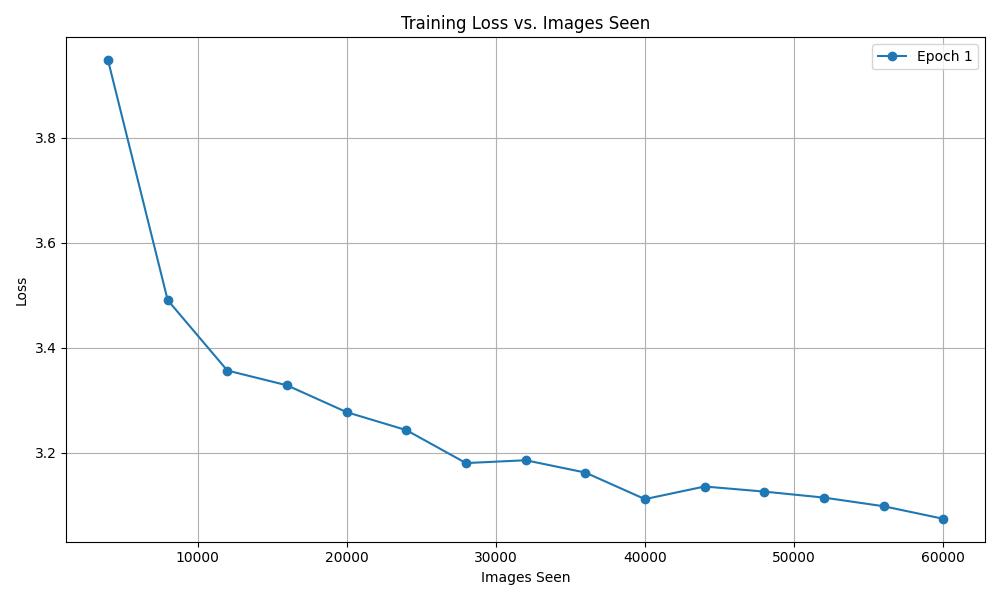 Training Loss vs. Images Seen
Epoch 1
3.8
3.6
3.4
3.2
Loss
10000 20000 30000 40000 50000 60000
Images Seen